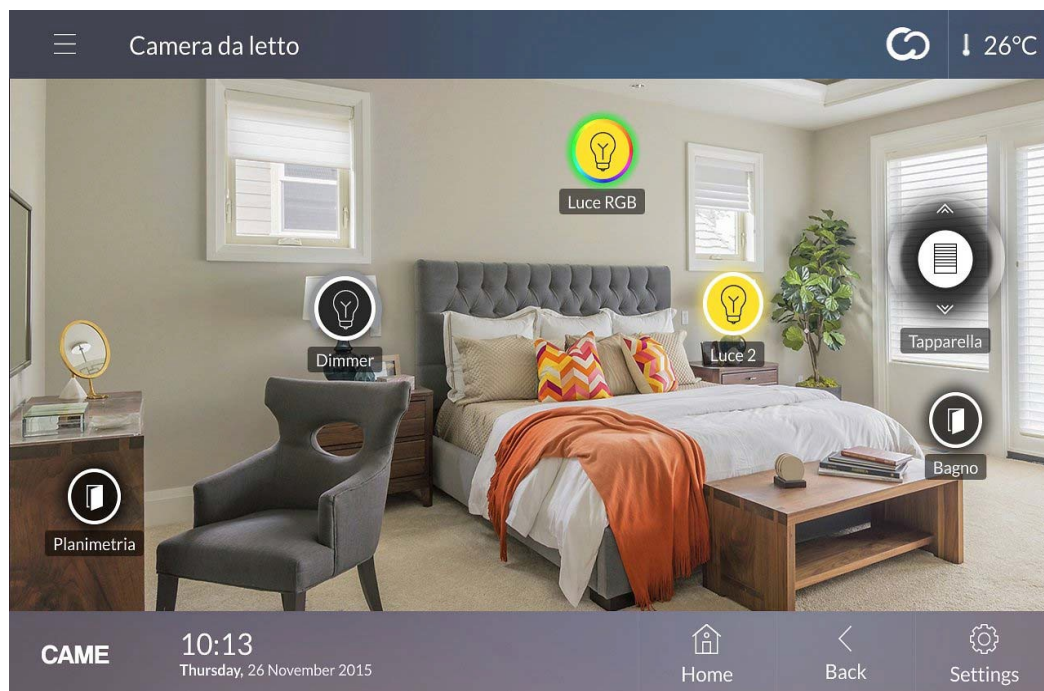 Camera da letto
26°C
Luce RGB
Dimmer
Luce 2
Tapparella
Bagno
Planimetria
CAME
10:13
Thursday, 26 November 2015
Home
Back
Settings